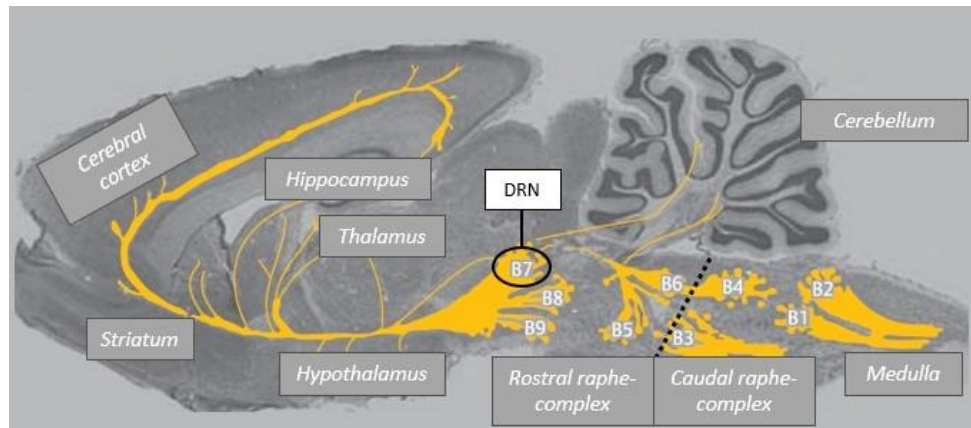 Cerebral
cortex
Cerebellum
Hippocampus
DRN
Thalamus
B7
B8
B9
B6
B4
B2
B5
B3
B1
Striatum
Hypothalamus
Rostral raphe-
complex
Caudal raphe-
complex
Medulla